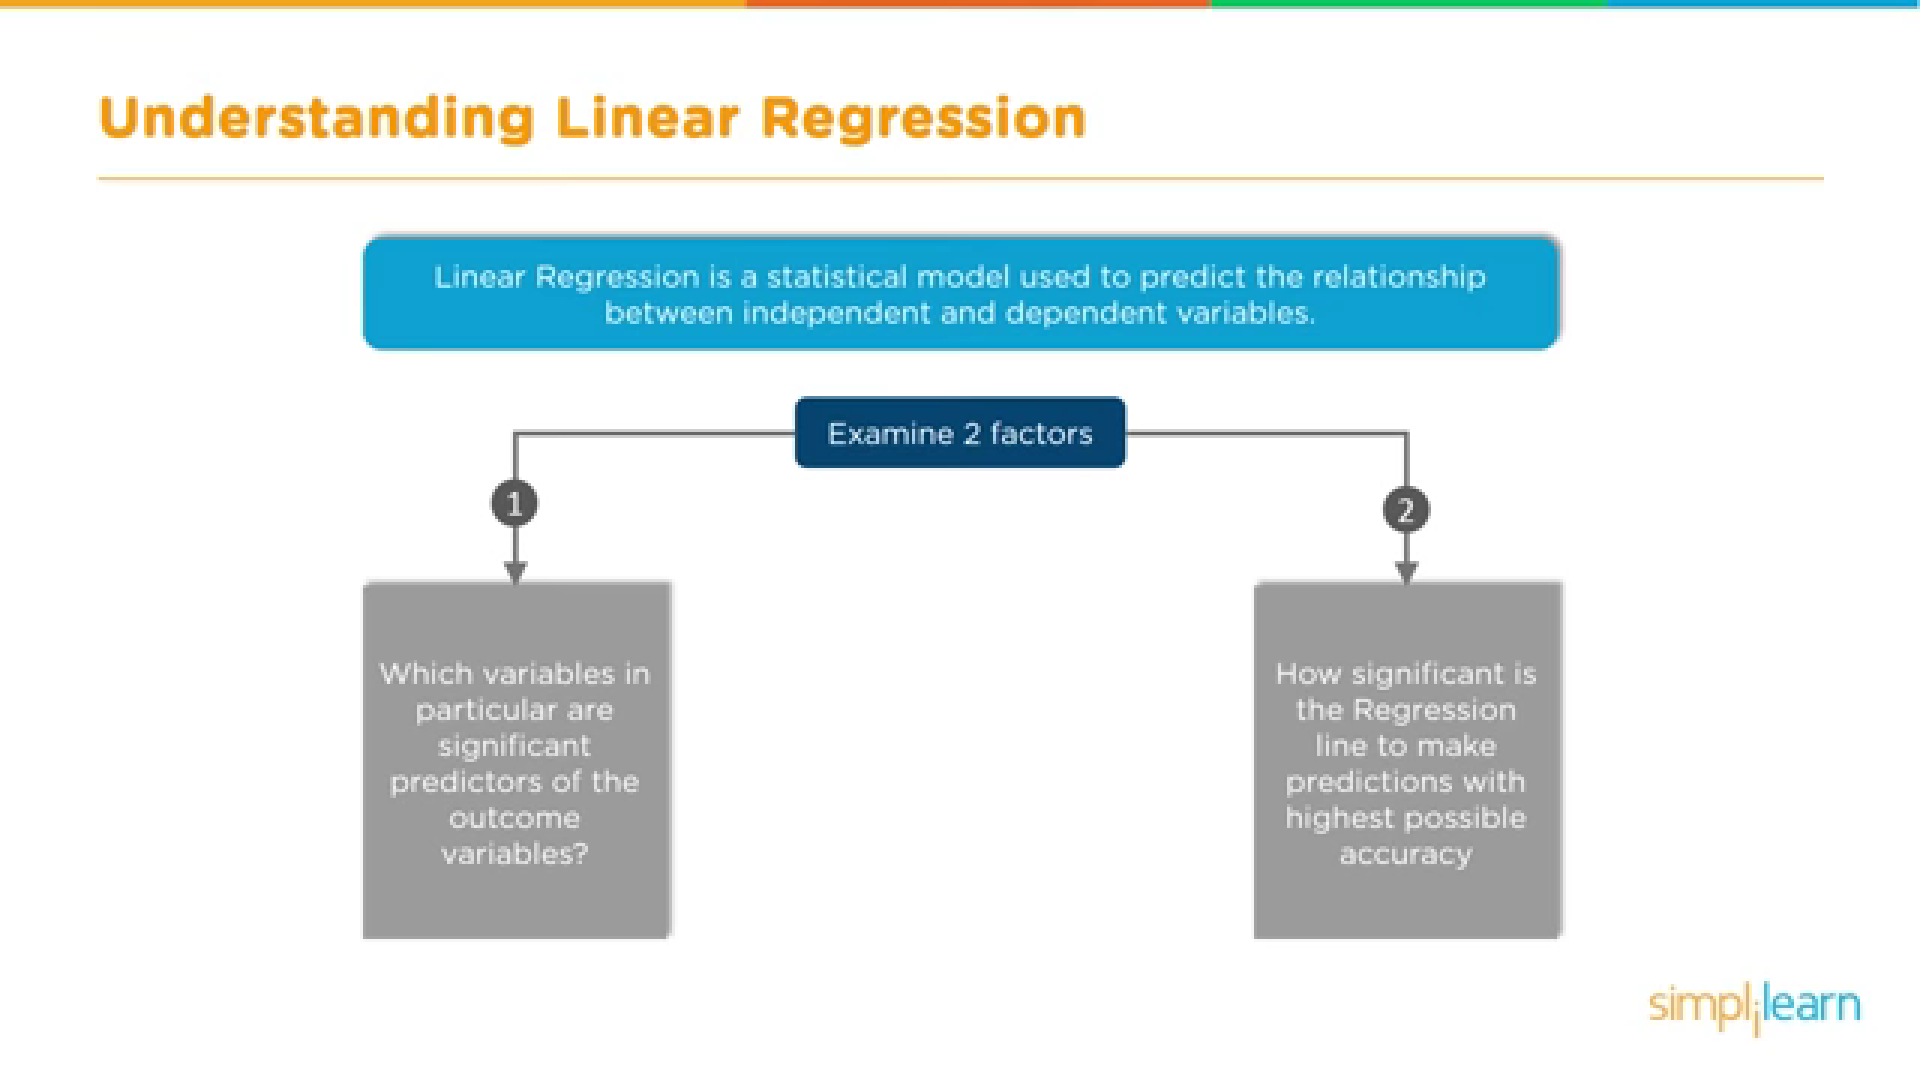 Understanding Linear Regression
Linear Regression is a statistical model used to predict the relationship
between independent and dependent variables.
Examine 2 factors
1
2
Which variables in
particular are
significant
predictors of the
outcome
variables?
How significant is
the Regression
line to make
predictions with
highest possible
accuracy
simplilearn